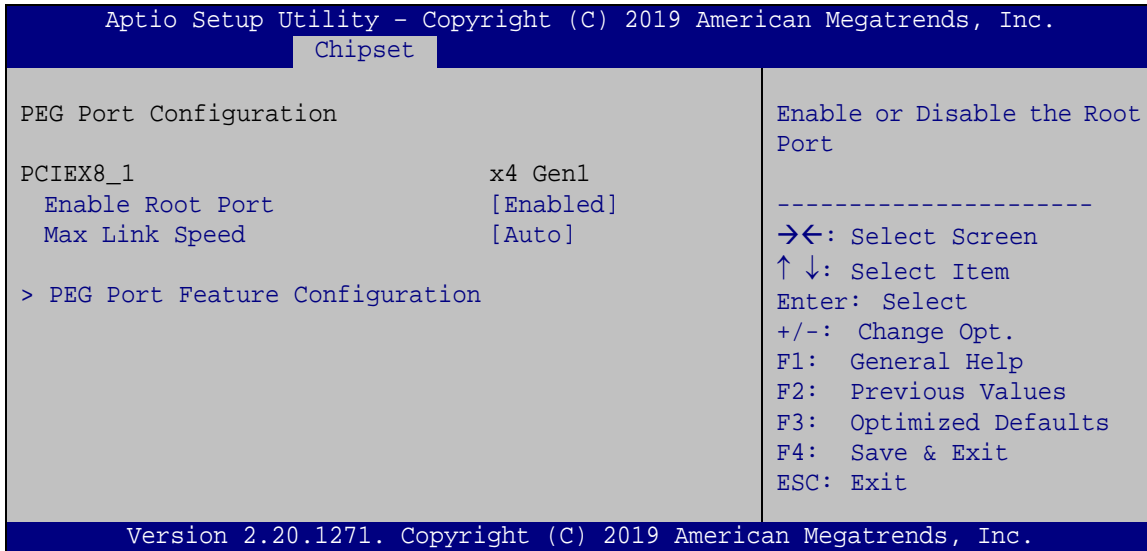 Aptio Setup Utility – Copyright (C) 2019 American Megatrends, Inc.
Chipset
PEG Port Configuration
PCIEX8_1 x4 Gen1
Enable Root Port [Enabled]
Max Link Speed [Auto]
> PEG Port Feature Configuration
Enable or Disable the Root
Port
----------------------
→←: Select Screen
↑ ↓: Select Item
Enter: Select
+/-: Change Opt.
F1: General Help
F2: Previous Values
F3: Optimized Defaults
F4: Save & Exit
ESC: Exit
Version 2.20.1271. Copyright (C) 2019 American Megatrends, Inc.